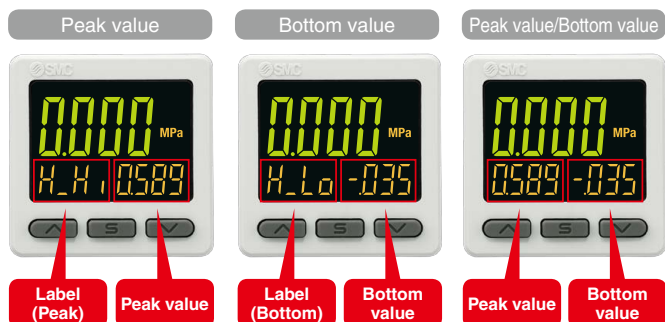 Peak value
Bottom value
Peak value/Bottom value
SMC
SMC
SMC
0.000 MPa
0.000 MPa
0.000 MPa
H_Hi 0.589
H_Lo -.035
0.589 -.035
S
S
S
Label
(Peak)
Peak value
Label
(Bottom)
Bottom
value
Peak value
Bottom
value